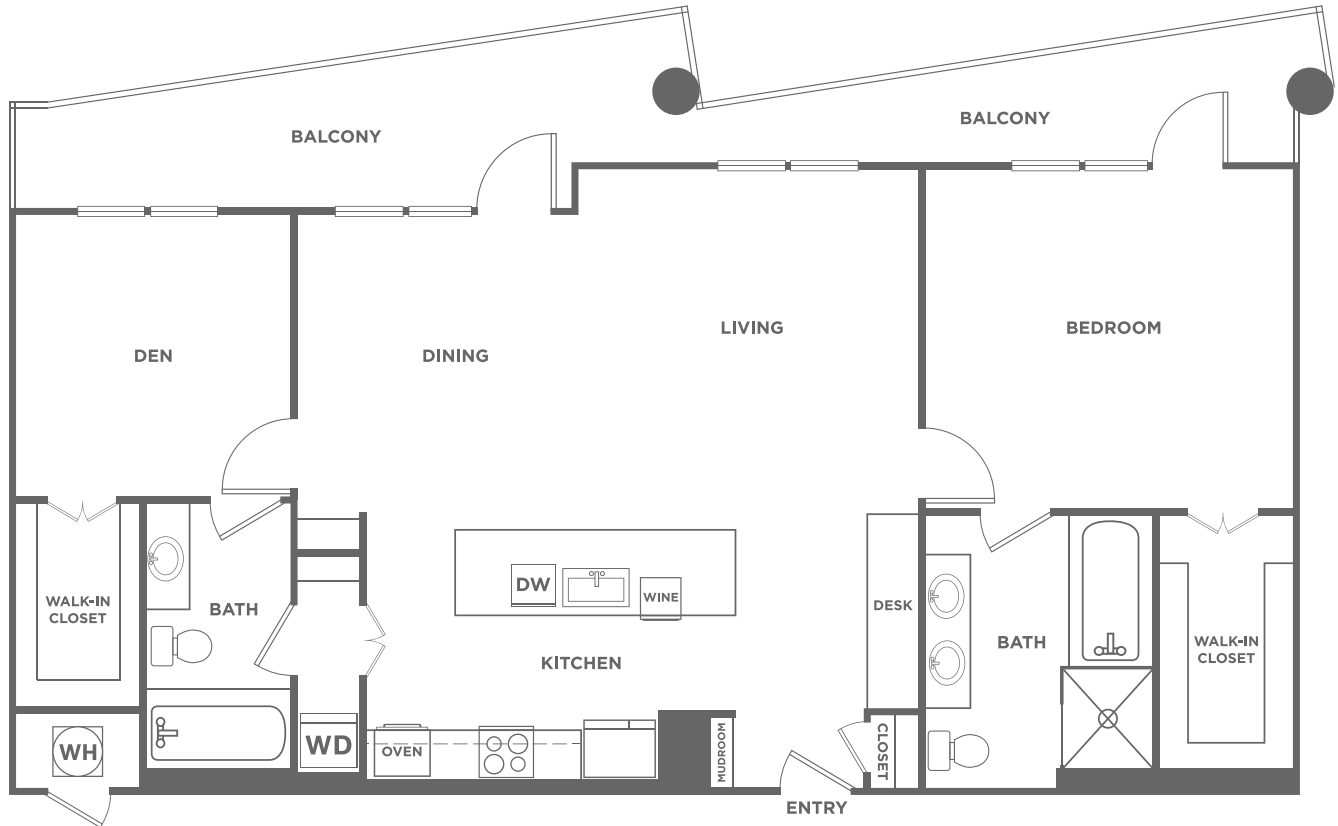 BALCONY
BALCONY
LIVING
BEDROOM
DEN
DINING
DW
WINE
WALK-IN
CLOSET
BATH
DESK
BATH
WALK-IN
CLOSET
KITCHEN
WH
WD
OVEN
MUDROOM
CLOSET
ENTRY